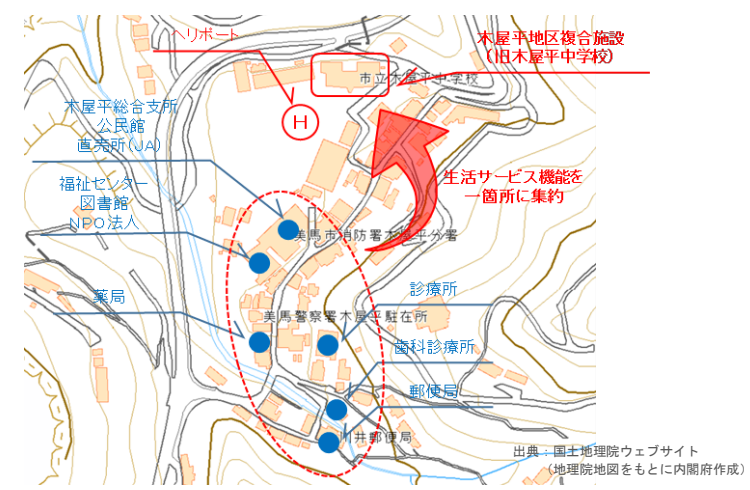 ヘリポート
木屋平地区複合施設
（旧木屋平中学校）
市立木屋平中学校
H
木屋平総合支所
公民館
直売所(JA)
生活サービス機能を
一箇所に集約
福祉センター
図書館
NPO法人
美馬市消防署木屋平分署
薬局
診療所
美馬警察署木屋平駐在所
歯科診療所
郵便局
川井郵便局
出典：国土地理院ウェブサイト
（地理院地図をもとに内閣府作成）